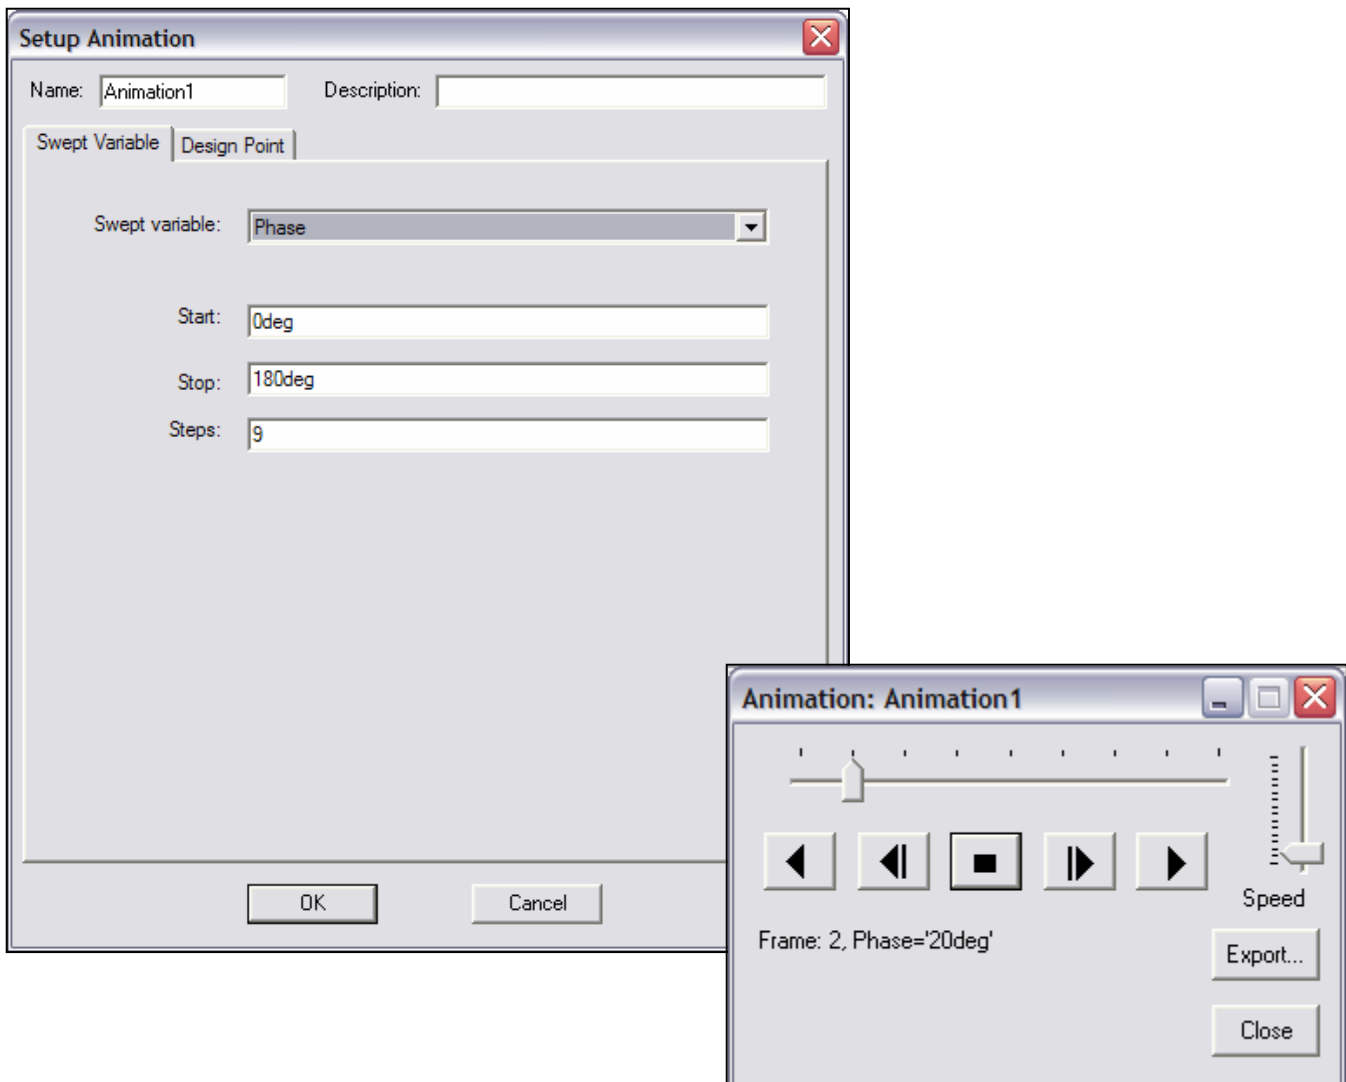 Setup Animation
Name: Animation1 Description:
Swept Variable Design Point
Swept variable: Phase
Start: 0deg
Stop: 180deg
Steps: 9
OK Cancel
Animation: Animation1
Speed
Frame: 2, Phase='20deg'
Export...
Close